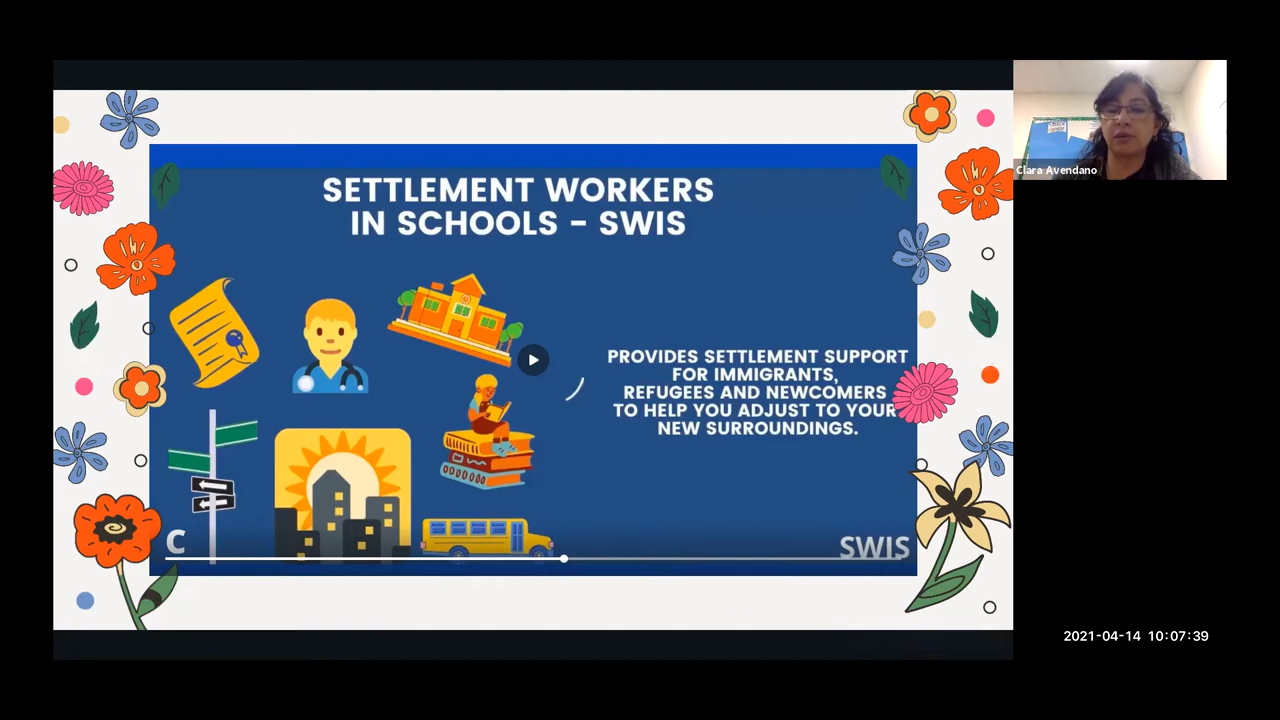 SETTLEMENT WORKERS
IN SCHOOLS - SWIS
PROVIDES SETTLEMENT SUPPORT
FOR IMMIGRANTS,
REFUGEES AND NEWCOMERS
TO HELP YOU ADJUST TO YOUR
NEW SURROUNDINGS.
C
SWIS
Clara Avendano
2021-04-14 10:07:39